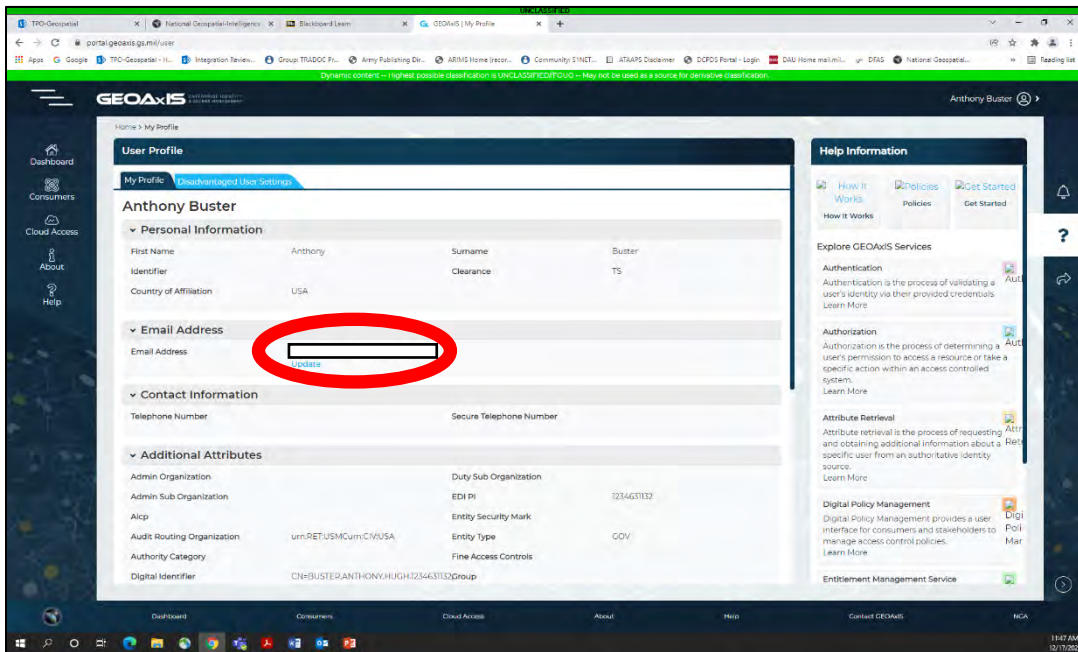 UNCLASSIFIED
TPO-Geospatial
National Geospatial-Intelligence
Blackboard Learn
GEOAxIS | My Profile
portal.geoaxis.gs.mil/user
Apps Google TPO-Geospatial - H... Integration Review... Group: TRADOC Pr... Army Publishing Dir... ARIMS Home (recor... Community: S1NET... ATAAPS Disclaimer DCPDS Portal - Login DAU Home mail.mil... DFAS National Geospatial... » Reading list
Dynamic content -- Highest possible classification is UNCLASSIFIED//FOUO -- May not be used as a source for derivative classification.
GEOAxIS
Anthony Buster
Home > My Profile
Dashboard
Consumers
Cloud Access
About
Help
User Profile
My Profile Disadvantaged User Settings
Anthony Buster
Personal Information
First Name Anthony Surname Buster
Identifier Clearance TS
Country of Affiliation USA
Email Address
Email Address
Update
Contact Information
Telephone Number Secure Telephone Number
Additional Attributes
Admin Organization Duty Sub Organization
Admin Sub Organization EDI PI 1234631132
Aicp Entity Security Mark
Audit Routing Organization urn:RET:USMC:urn:CIV:USA Entity Type GOV
Authority Category Fine Access Controls
Digital Identifier CN=BUSTER.ANTHONY.HUGH.1234631132 Group
Help Information
How It Works Policies Get Started
How It Works Policies Get Started
Explore GEOAxIS Services
Authentication
Authentication is the process of validating a
user's identity via their provided credentials
Learn More
Authorization
Authorization is the process of determining a
user's permission to access a resource or take a
specific action within an access controlled
system.
Learn More
Attribute Retrieval
Attribute retrieval is the process of requesting
and obtaining additional information about a
specific user from an authoritative identity
source.
Learn More
Digital Policy Management
Digital Policy Management provides a user
interface for consumers and stakeholders to
manage access control policies.
Learn More
Entitlement Management Service
?
Dashboard Consumers Cloud Access About Help Contact GEOAxIS NGA
11:47 AM
12/17/202